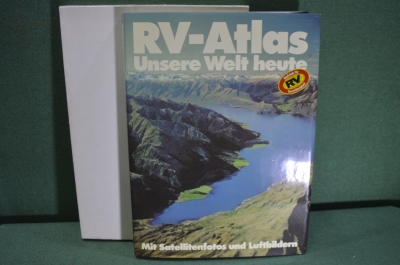 RV-Atlas
Unsere Welt heute
RV
Mit Satellitenfotos und Luftbildern